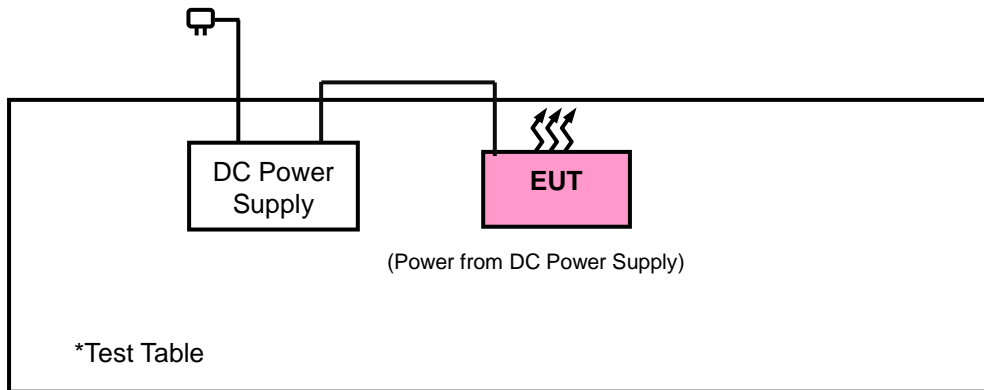 DC Power
Supply
EUT
(Power from DC Power Supply)
*Test Table